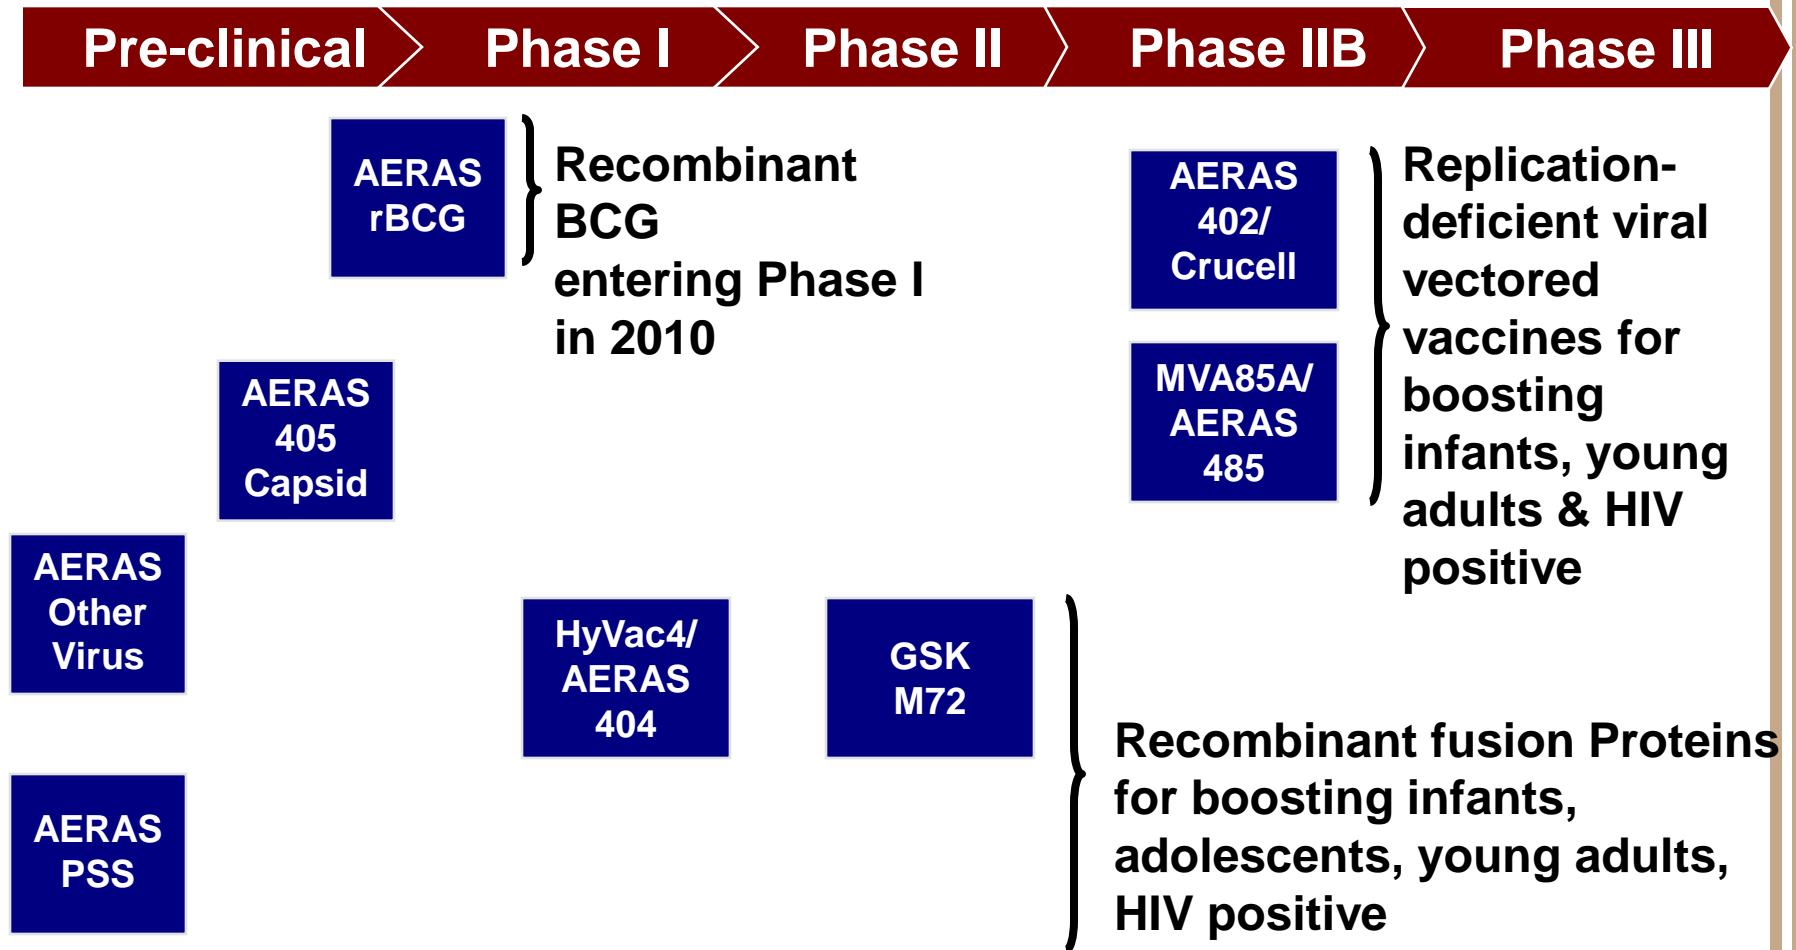 Pre-clinical
Phase I
Phase II
Phase IIB
Phase III
AERAS
rBCG
Recombinant
BCG
entering Phase I
in 2010
AERAS
402/
Crucell
MVA85A/
AERAS
485
Replication-
deficient viral
vectored
vaccines for
boosting
infants, young
adults & HIV
positive
AERAS
405
Capsid
AERAS
Other
Virus
HyVac4/
AERAS
404
GSK
M72
Recombinant fusion Proteins
for boosting infants,
adolescents, young adults,
HIV positive
AERAS
PSS